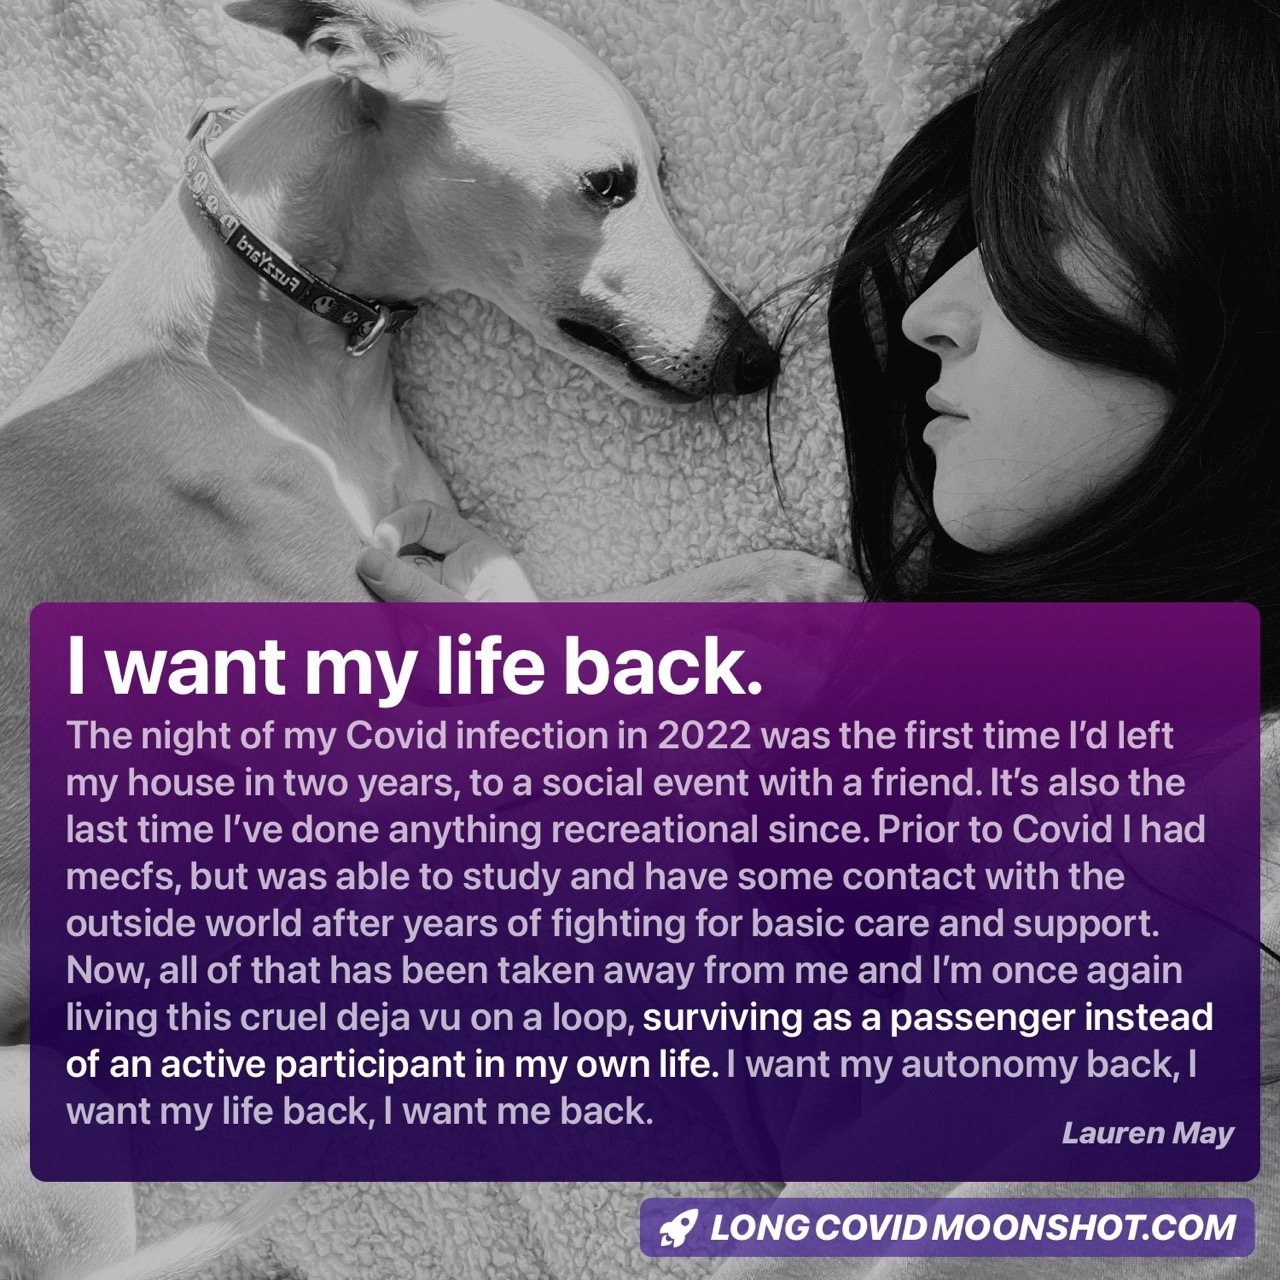 FuzzYard
I want my life back.
The night of my Covid infection in 2022 was the first time I’d left
my house in two years, to a social event with a friend. It’s also the
last time I’ve done anything recreational since. Prior to Covid I had
mecfs, but was able to study and have some contact with the
outside world after years of fighting for basic care and support.
Now, all of that has been taken away from me and I’m once again
living this cruel deja vu on a loop, surviving as a passenger instead
of an active participant in my own life. I want my autonomy back, I
want my life back, I want me back.
Lauren May
LONG COVID MOONSHOT.COM